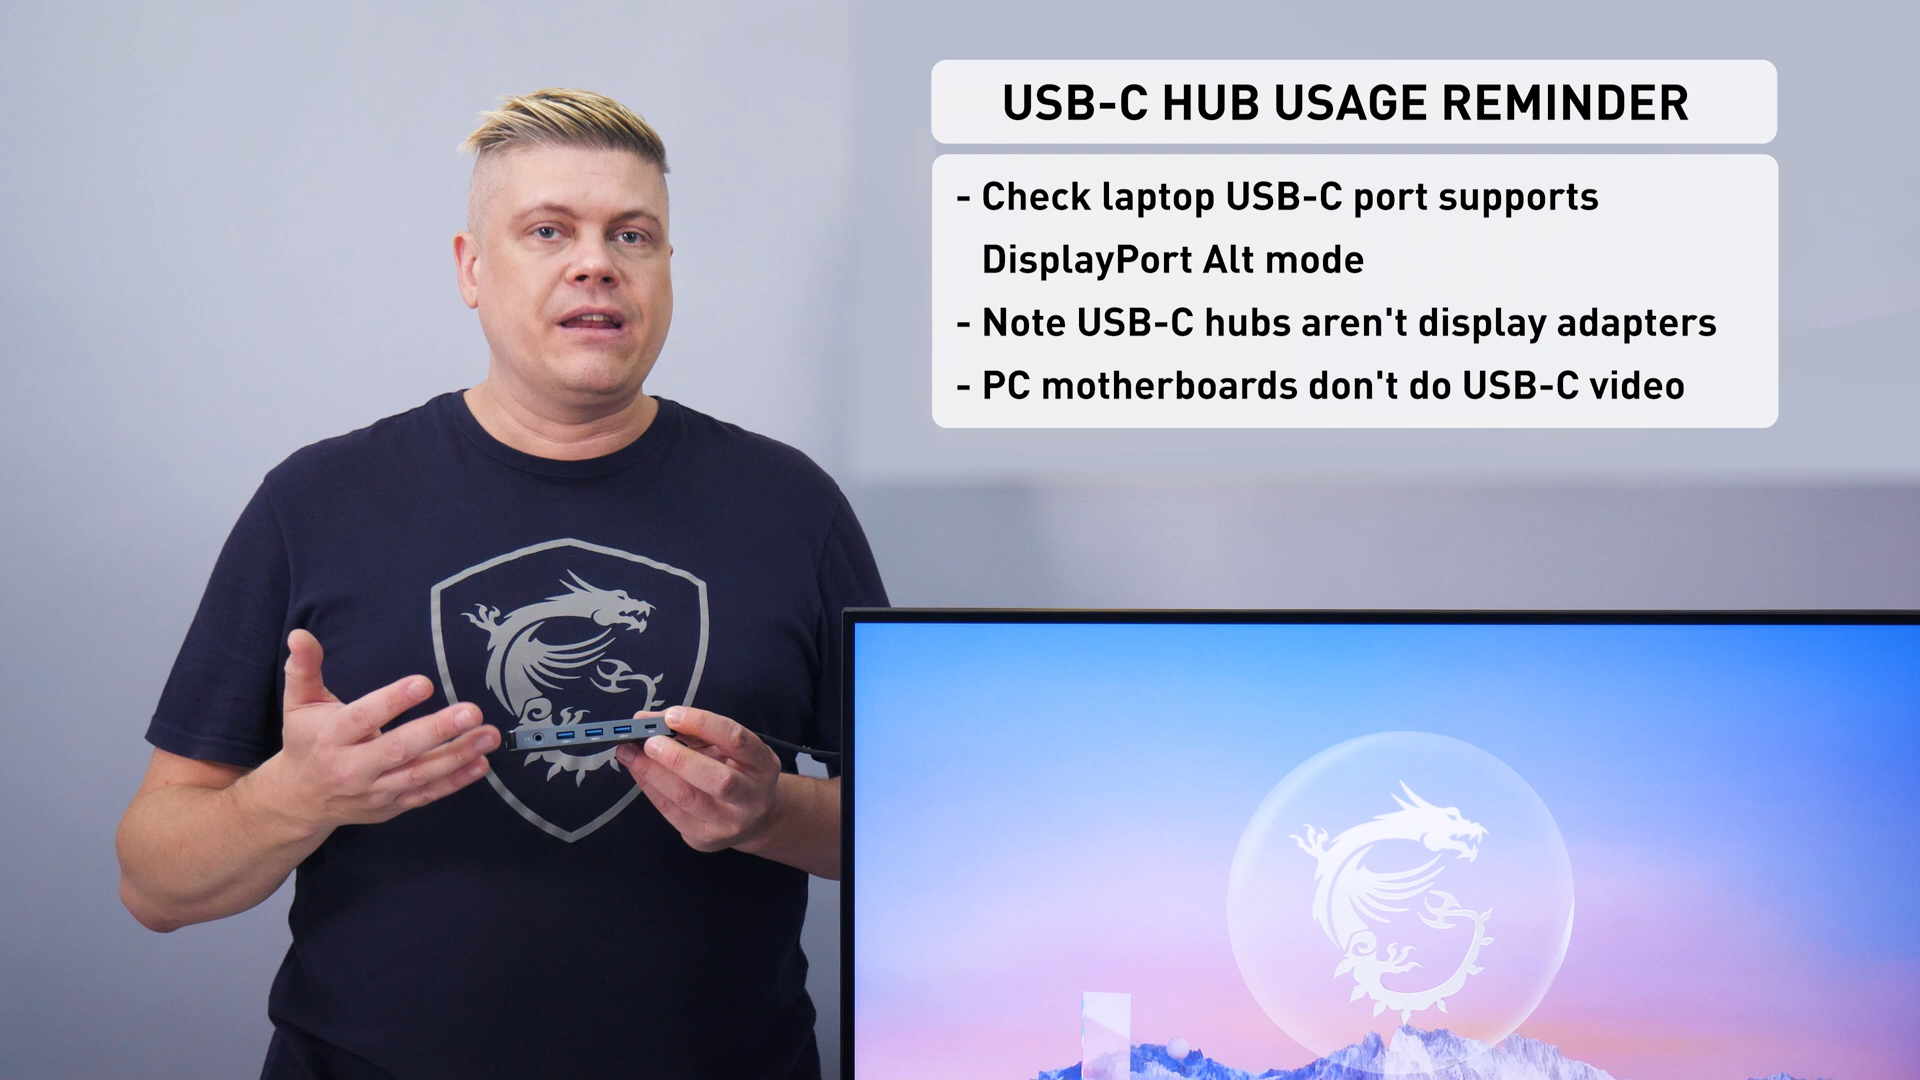 USB-C HUB USAGE REMINDER
- Check laptop USB-C port supports
DisplayPort Alt mode
- Note USB-C hubs aren't display adapters
- PC motherboards don't do USB-C video